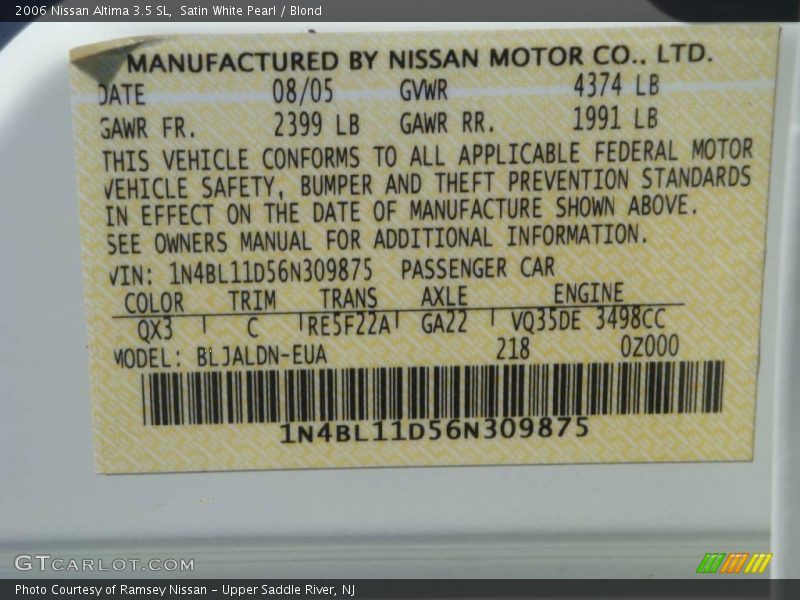 2006 Nissan Altima 3.5 SL,  Satin White Pearl / Blond
MANUFACTURED BY NISSAN MOTOR CO., LTD.
DATE 08/05 GVWR 4374 LB
GAWR FR. 2399 LB GAWR RR. 1991 LB
THIS VEHICLE CONFORMS TO ALL APPLICABLE FEDERAL MOTOR
VEHICLE SAFETY, BUMPER AND THEFT PREVENTION STANDARDS
IN EFFECT ON THE DATE OF MANUFACTURE SHOWN ABOVE.
SEE OWNERS MANUAL FOR ADDITIONAL INFORMATION.
VIN: 1N4BL11D56N309875 PASSENGER CAR
COLOR TRIM TRANS AXLE ENGINE
QX3 C RE5F22A GA22 VQ35DE 3498CC
MODEL: BLJALDN-EUA 218 0Z000
1N4BL11D56N309875
GTCARLOT.COM
Photo Courtesy of Ramsey Nissan - Upper Saddle River, NJ